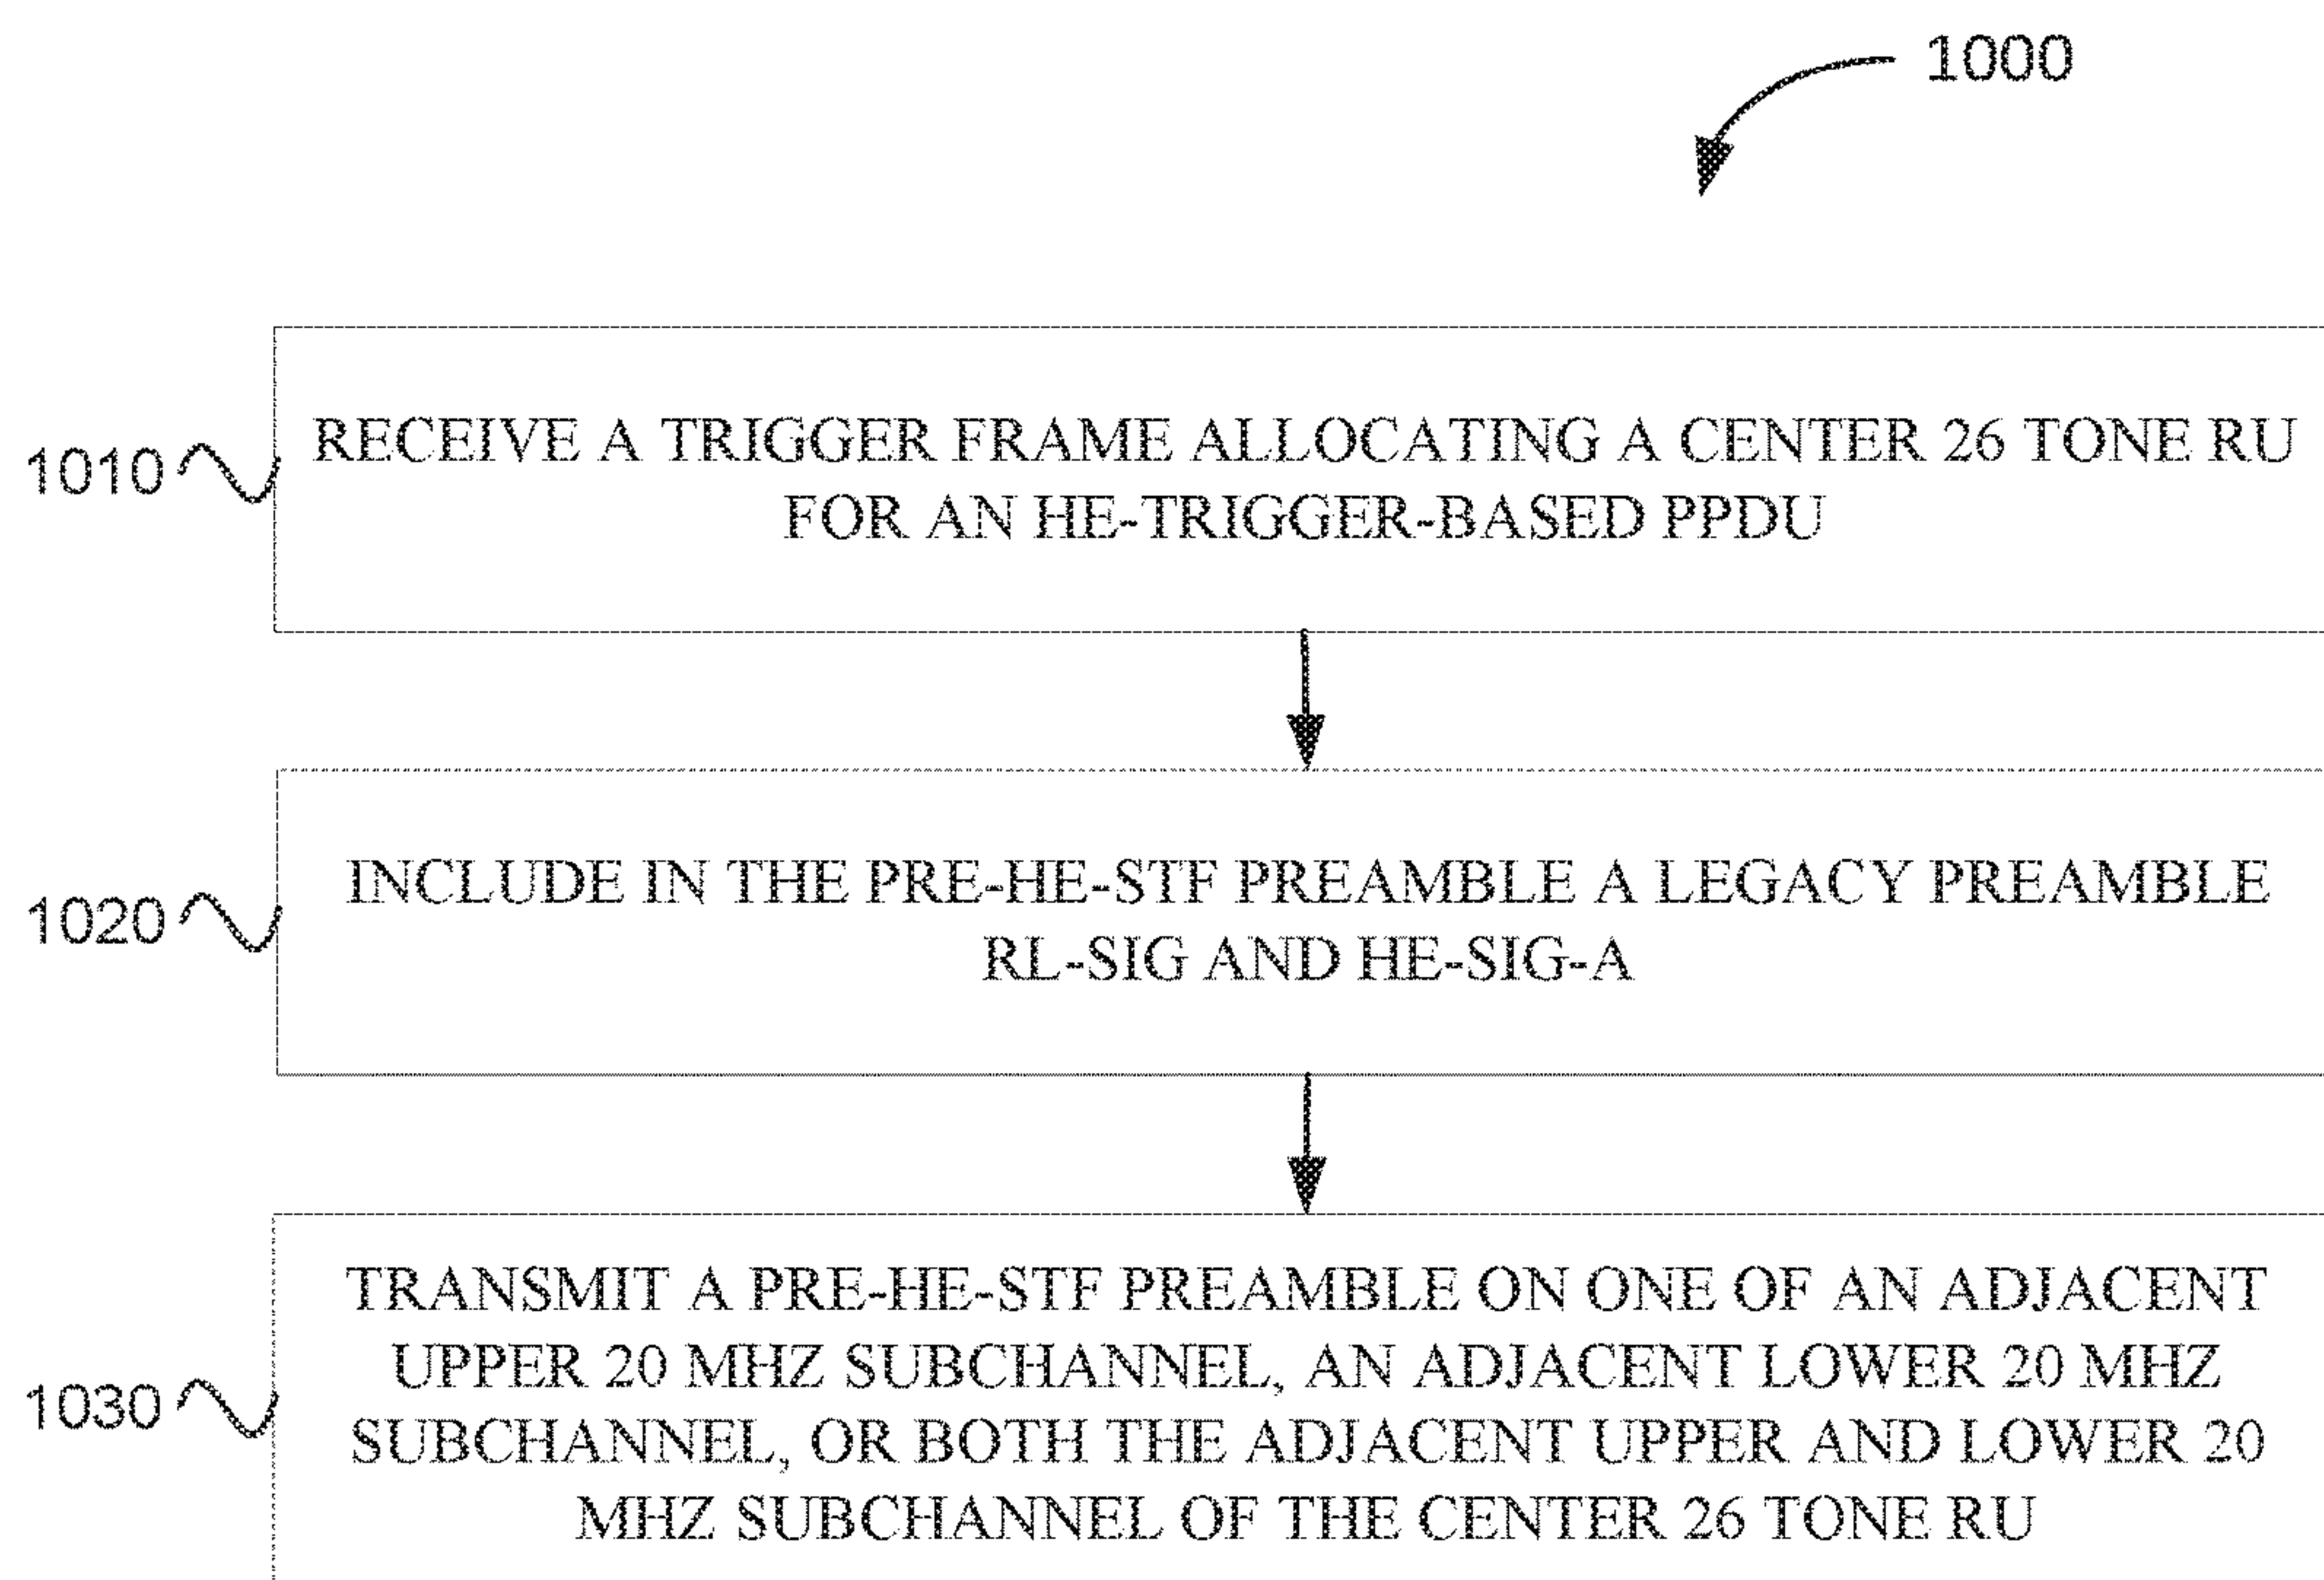 1000
1010
RECEIVE A TRIGGER FRAME ALLOCATING A CENTER 26 TONE RU
FOR AN HE-TRIGGER-BASED PPDU
1020
INCLUDE IN THE PRE-HE-STF PREAMBLE A LEGACY PREAMBLE
RL-SIG AND HE-SIG-A
1030
TRANSMIT A PRE-HE-STF PREAMBLE ON ONE OF AN ADJACENT
UPPER 20 MHZ SUBCHANNEL, AN ADJACENT LOWER 20 MHZ
SUBCHANNEL, OR BOTH THE ADJACENT UPPER AND LOWER 20
MHZ SUBCHANNEL OF THE CENTER 26 TONE RU